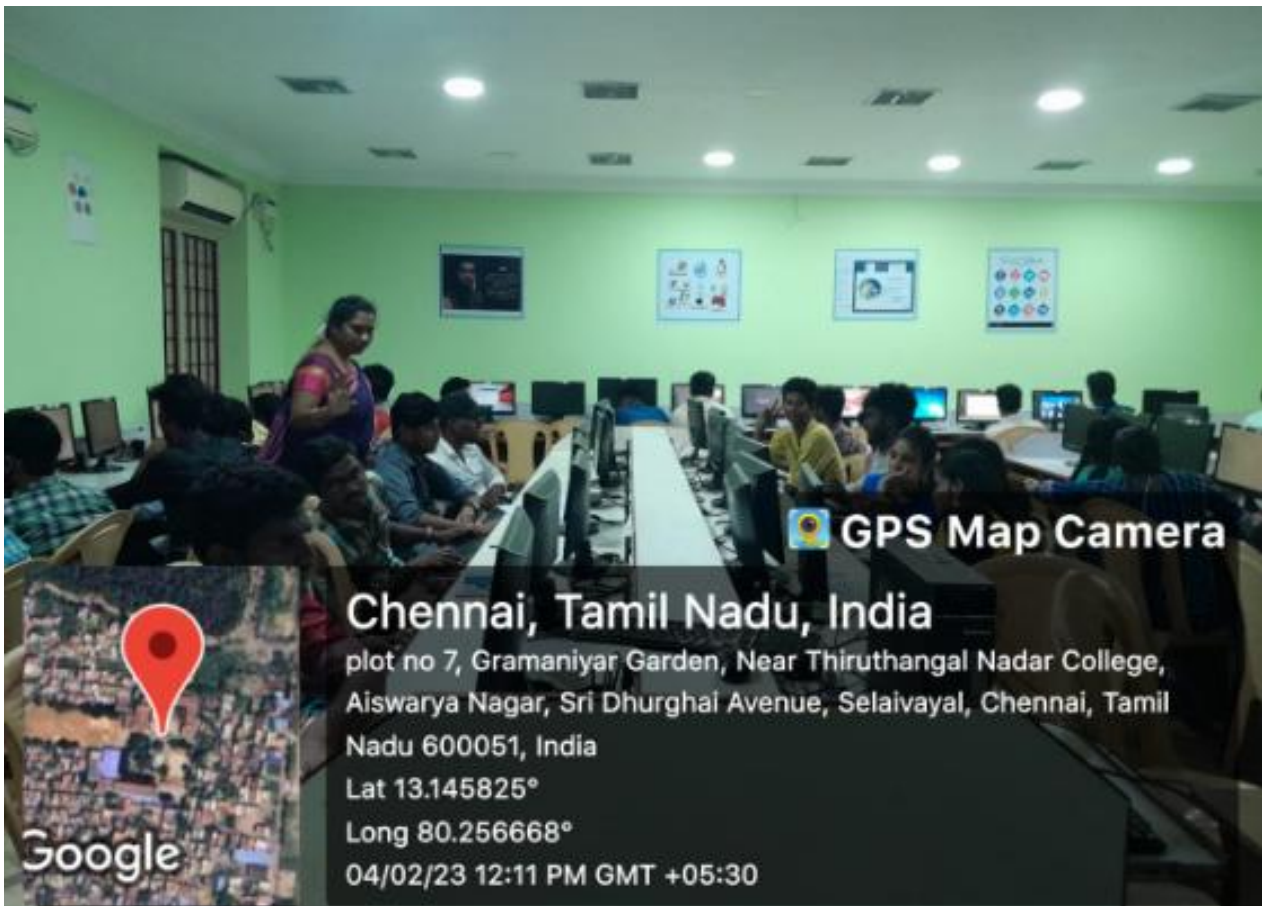 GPS Map Camera
Chennai, Tamil Nadu, India
plot no 7, Gramaniyar Garden, Near Thiruthangal Nadar College,
Aiswarya Nagar, Sri Dhurghai Avenue, Selaivayal, Chennai, Tamil
Nadu 600051, India
Lat 13.145825°
Long 80.256668°
04/02/23 12:11 PM GMT +05:30
Google